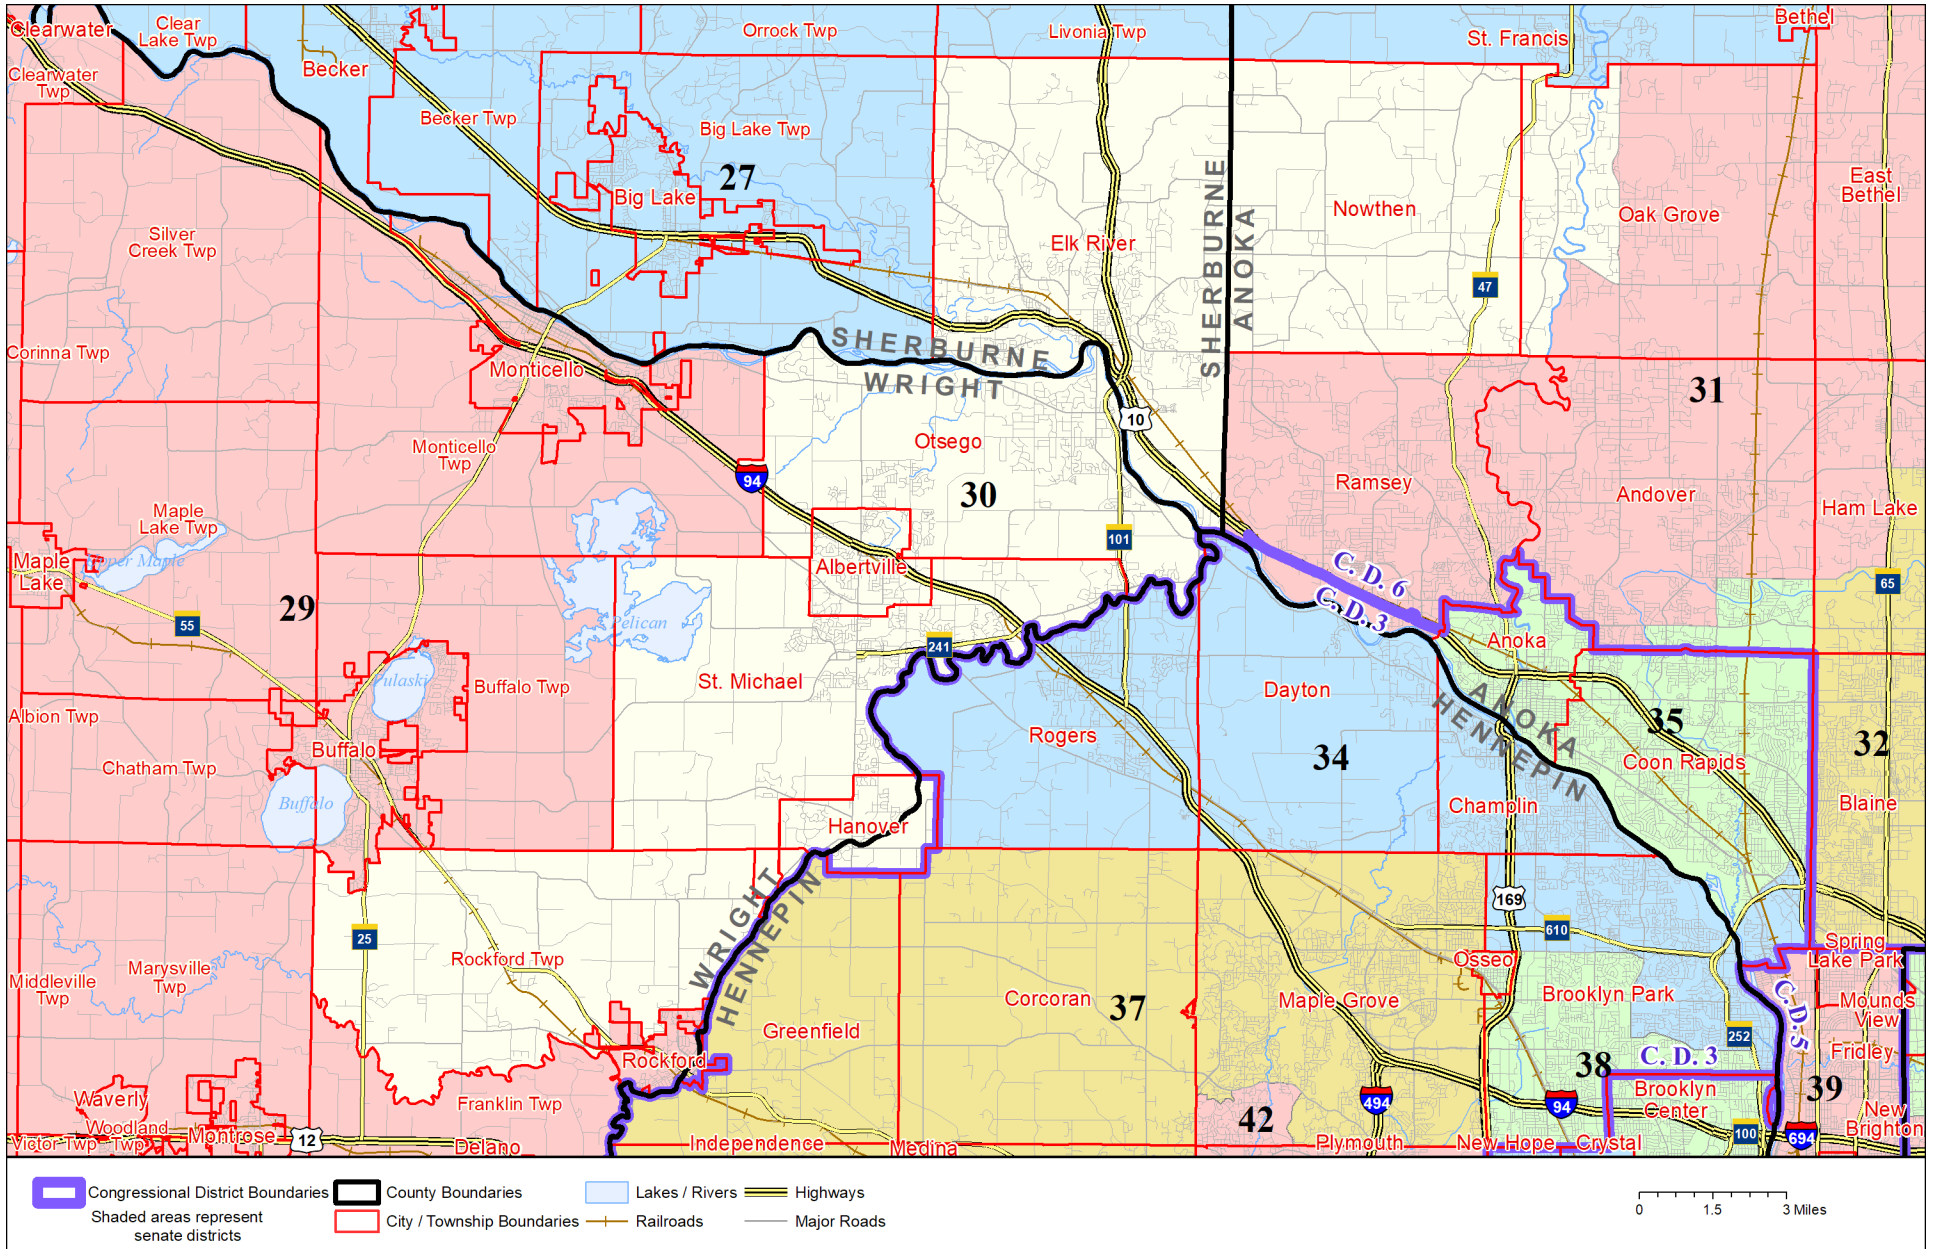 Clearwater
Clear
Lake Twp
Becker
Orrock Twp
Livonia Twp
St. Francis
Bethel
Clearwater
Twp
Becker Twp
Big Lake Twp
27
Big Lake
Silver
Creek Twp
Elk River
SHERBURNE
ANOKA
Nowthen
Oak Grove
East
Bethel
47
Corinna Twp
Monticello
SHERBURNE
WRIGHT
31
10
Otsego
Monticello
Twp
94
30
Ramsey
Andover
Ham Lake
Maple
Lake Twp
101
Maple
Lake
Upper Maple
Albertville
C. D. 6
C. D. 3
65
29
55
Pelican
241
Anoka
Pulaski
Buffalo Twp
St. Michael
Dayton
Albion Twp
ANOKA
HENNEPIN
35
Buffalo
Rogers
34
32
Chatham Twp
Coon Rapids
Buffalo
Champlin
Blaine
Hanover
WRIGHT
HENNEPIN
169
25
610
Rockford Twp
Osseo
Spring
Lake Park
Middleville
Twp
Marysville
Twp
Corcoran
37
Maple Grove
Brooklyn Park
C. D. 5
Mounds
View
Greenfield
252
Rockford
38
C. D. 3
Fridley
Waverly
Franklin Twp
494
94
Brooklyn
Center
39
Woodland
Twp
42
New
Brighton
Victor Twp
Montrose
12
Delano
Independence
Medina
Plymouth
New Hope
Crystal
100
694
Congressional District Boundaries
County Boundaries
Lakes / Rivers
Highways
Shaded areas represent
senate districts
City / Township Boundaries
Railroads
Major Roads
0 1.5 3 Miles